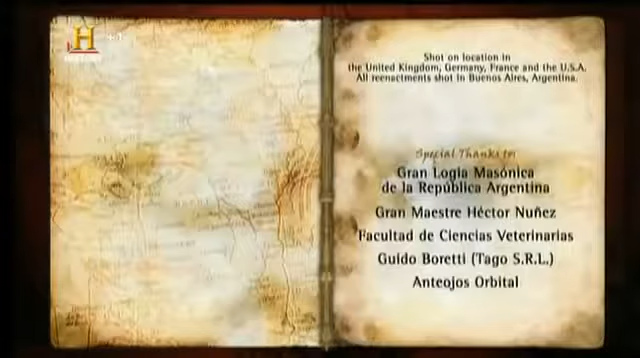 H
HISTORY
+1
Shot on location in
the United Kingdom, Germany, France and the U.S.A.
All reenactments shot in Buenos Aires, Argentina.
Special Thanks to:
Gran Logia Masónica
de la República Argentina
Gran Maestre Héctor Nuñez
Facultad de Ciencias Veterinarias
Guido Boretti (Tago S.R.L.)
Anteojos Orbital